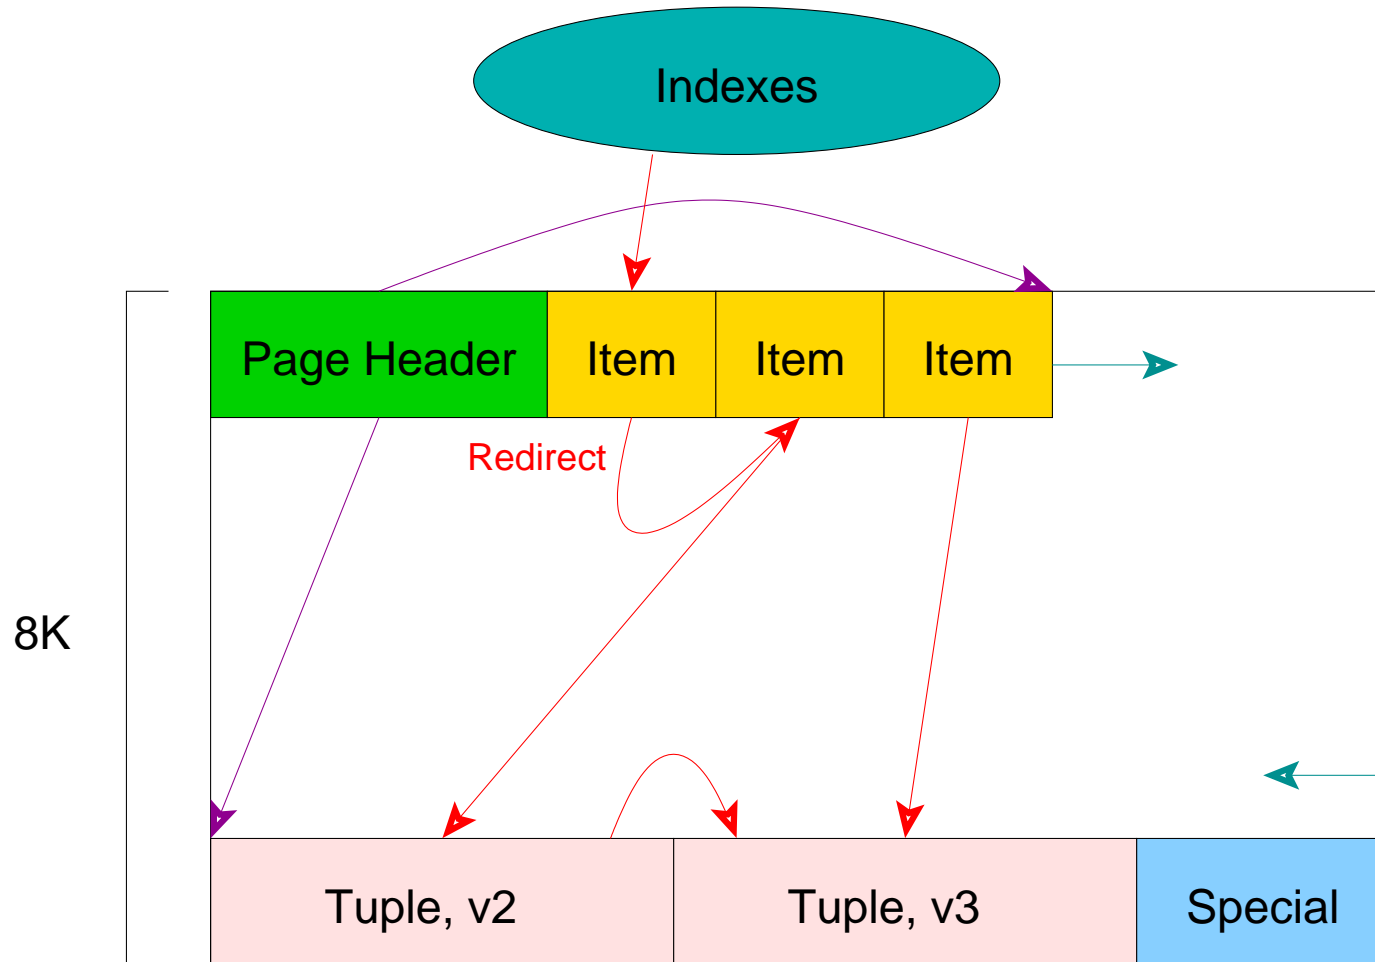 Indexes
Page Header Item Item Item
Redirect
8K
Tuple, v2 Tuple, v3 Special